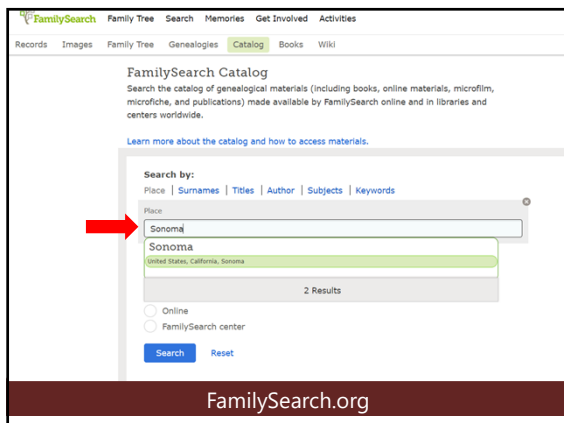 FamilySearch Family Tree Search Memories Get Involved Activities
Records Images Family Tree Genealogies Catalog Books Wiki
FamilySearch Catalog
Search the catalog of genealogical materials (including books, online materials, microfilm,
microfiche, and publications) made available by FamilySearch online and in libraries and
centers worldwide.
Learn more about the catalog and how to access materials.
Search by:
Place | Surnames | Titles | Author | Subjects | Keywords
Place
Sonoma
Sonoma
United States, California, Sonoma
2 Results
Online
FamilySearch center
Search Reset
FamilySearch.org